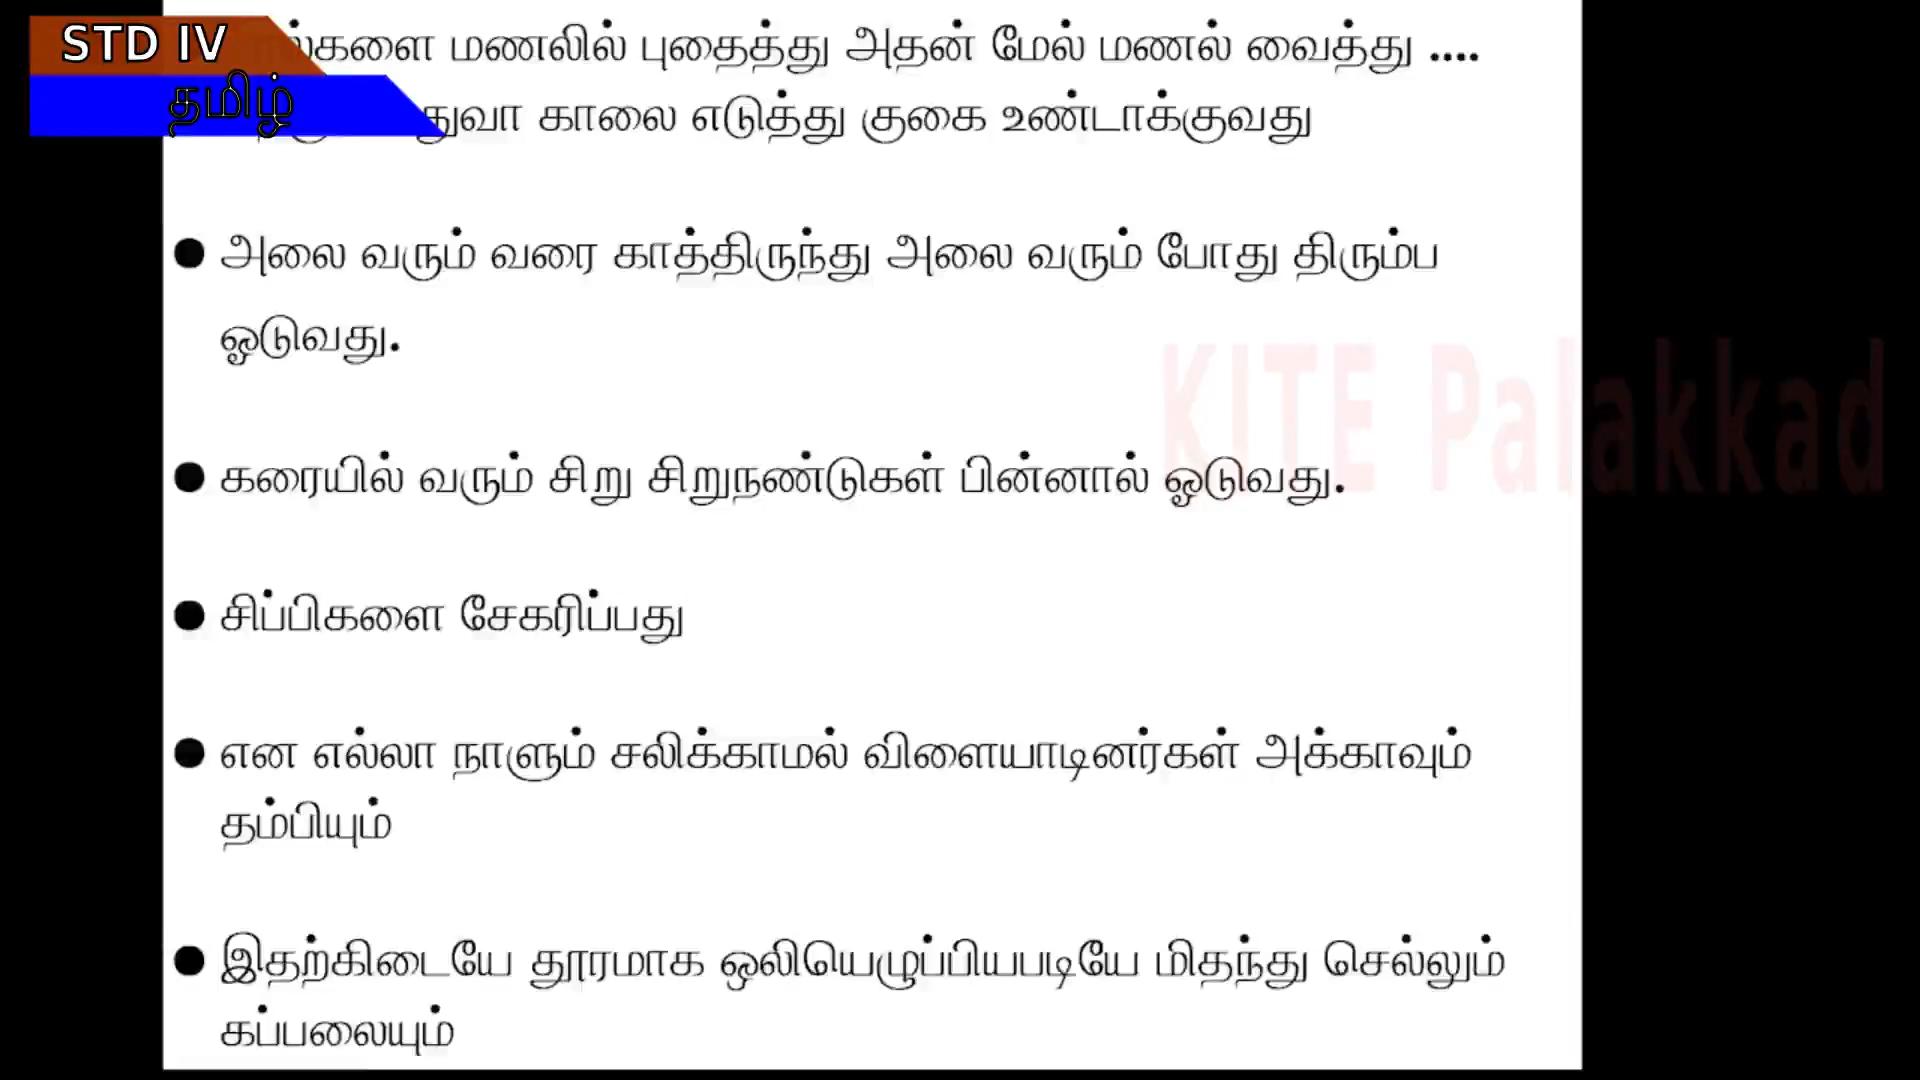 STD IV
தமிழ்
மணலில் புதைத்து அதன் மேல் மணல் வைத்து ....
காலை எடுத்து குகை உண்டாக்குவது
● அலை வரும் வரை காத்திருந்து அலை வரும் போது திரும்ப
ஓடுவது.
KITE Palakkad
● கரையில் வரும் சிறு சிறுநண்டுகள் பின்னால் ஓடுவது.
● சிப்பிகளை சேகரிப்பது
● என எல்லா நாளும் சலிக்காமல் விளையாடினர்கள் அக்காவும்
தம்பியும்
● இதற்கிடையே தூரமாக ஒலியெழுப்பியபடியே மிதந்து செல்லும்
கப்பலையும்